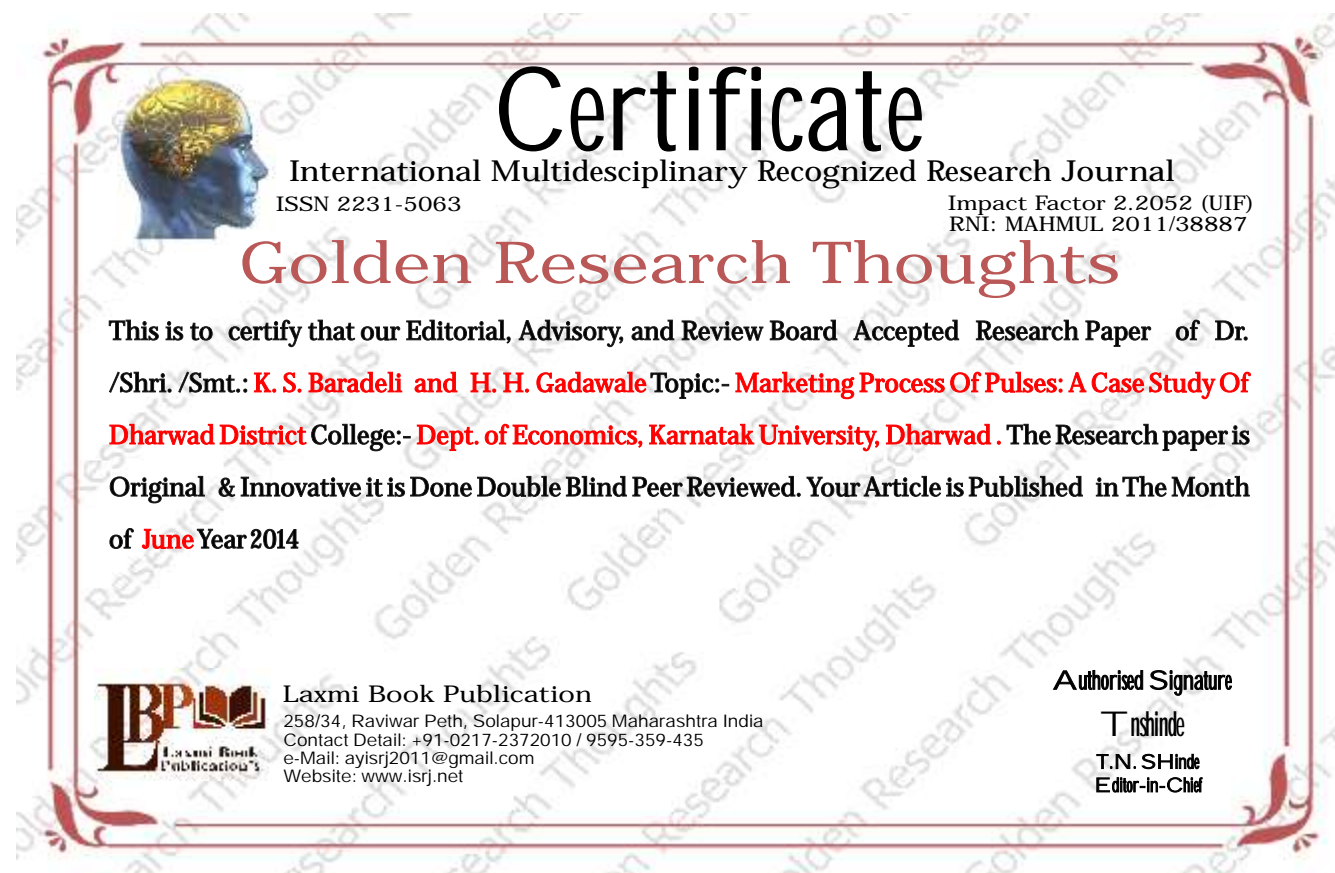 Certificate
International Multidesciplinary Recognized Research Journal
ISSN 2231-5063
Impact Factor 2.2052 (UIF)
RNI: MAHMUL 2011/38887
Golden Research Thoughts
This is to certify that our Editorial, Advisory, and Review Board Accepted Research Paper of Dr.
/Shri. /Smt.: K. S. Baradeli and H. H. Gadawale Topic:- Marketing Process Of Pulses: A Case Study Of
Dharwad District College:- Dept. of Economics, Karnatak University, Dharwad . The Research paper is
Original & Innovative it is Done Double Blind Peer Reviewed. Your Article is Published in The Month
of June Year 2014
LBP
Laxmi Book
Publication's
Laxmi Book Publication
258/34, Raviwar Peth, Solapur-413005 Maharashtra India
Contact Detail: +91-0217-2372010 / 9595-359-435
e-Mail: ayisrj2011@gmail.com
Website: www.isrj.net
Authorised Signature
Tnshinde
T.N. SHinde
Editor-in-Chief